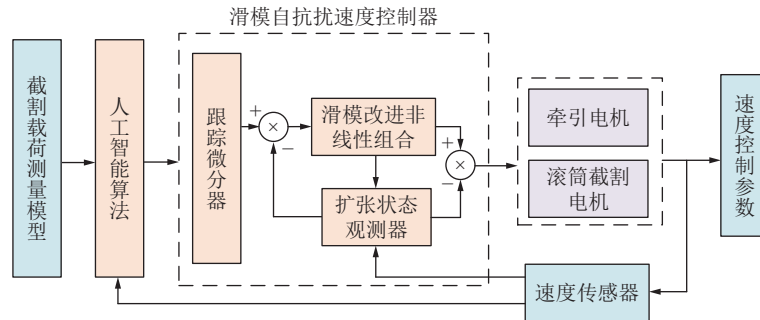 滑模自抗扰速度控制器
截割载荷测量模型
人工智能算法
跟踪微分器
+
×
−
滑模改进非
线性组合
+
×
−
扩张状态
观测器
牵引电机
滚筒截割
电机
速度控制参数
速度传感器